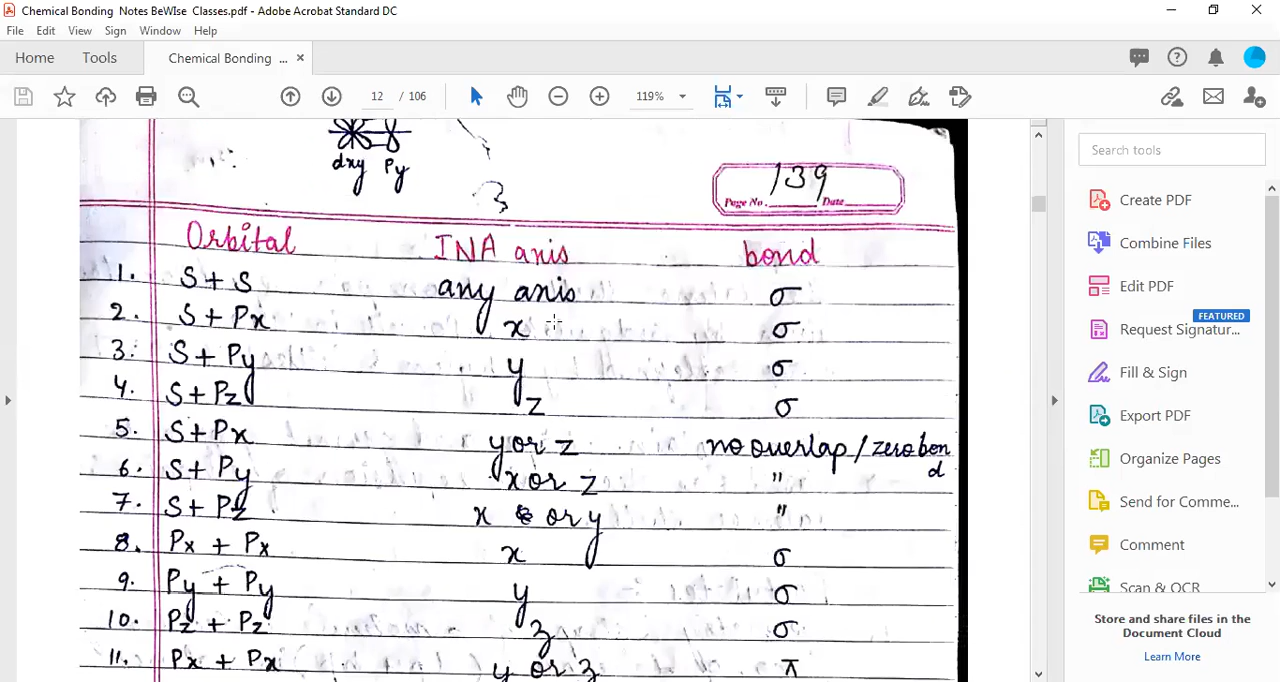 Chemical Bonding Notes BeWIse Classes.pdf - Adobe Acrobat Standard DC
File Edit View Sign Window Help
Home Tools Chemical Bonding ... ×
12 / 106 119%
dxy Py
139
Page No. Date
Orbital INA axis bond
1. S + S any axis σ
2. S + Px x σ
3. S + Py y σ
4. S + Pz z σ
5. S + Px y or z no overlap / zero bon
d
6. S + Py x or z "
7. S + Pz x or y "
8. Px + Px x σ
9. Py + Py y σ
10. Pz + Pz z σ
11. Px + Px y or z π
Search tools
Create PDF
Combine Files
Edit PDF
FEATURED
Request Signatur...
Fill & Sign
Export PDF
Organize Pages
Send for Comme...
Comment
Scan & OCR
Store and share files in the
Document Cloud
Learn More